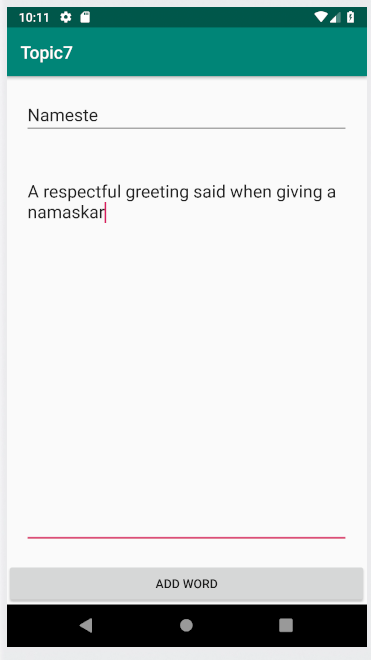 10:11
Topic7
Nameste
A respectful greeting said when giving a
namaskar
ADD WORD